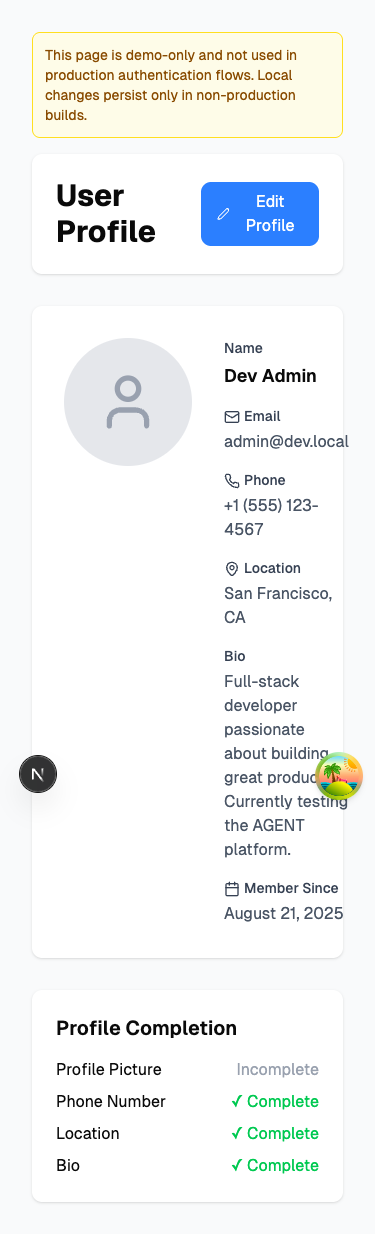 This page is demo-only and not used in
production authentication flows. Local
changes persist only in non-production
builds.
User
Profile
Edit
Profile
Name
Dev Admin
Email
admin@dev.local
Phone
+1 (555) 123-
4567
Location
San Francisco,
CA
Bio
Full-stack
developer
passionate
about building
great
Currently testing
the AGENT
platform.
Member Since
August 21, 2025
Profile Completion
Profile Picture Incomplete
Phone Number ✓ Complete
Location ✓ Complete
Bio ✓ Complete
N